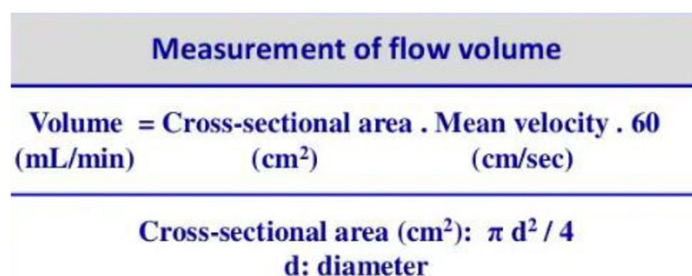 Measurement of flow volume
Volume = Cross-sectional area . Mean velocity . 60
(mL/min) (cm²) (cm/sec)
Cross-sectional area (cm²): π d² / 4
d: diameter